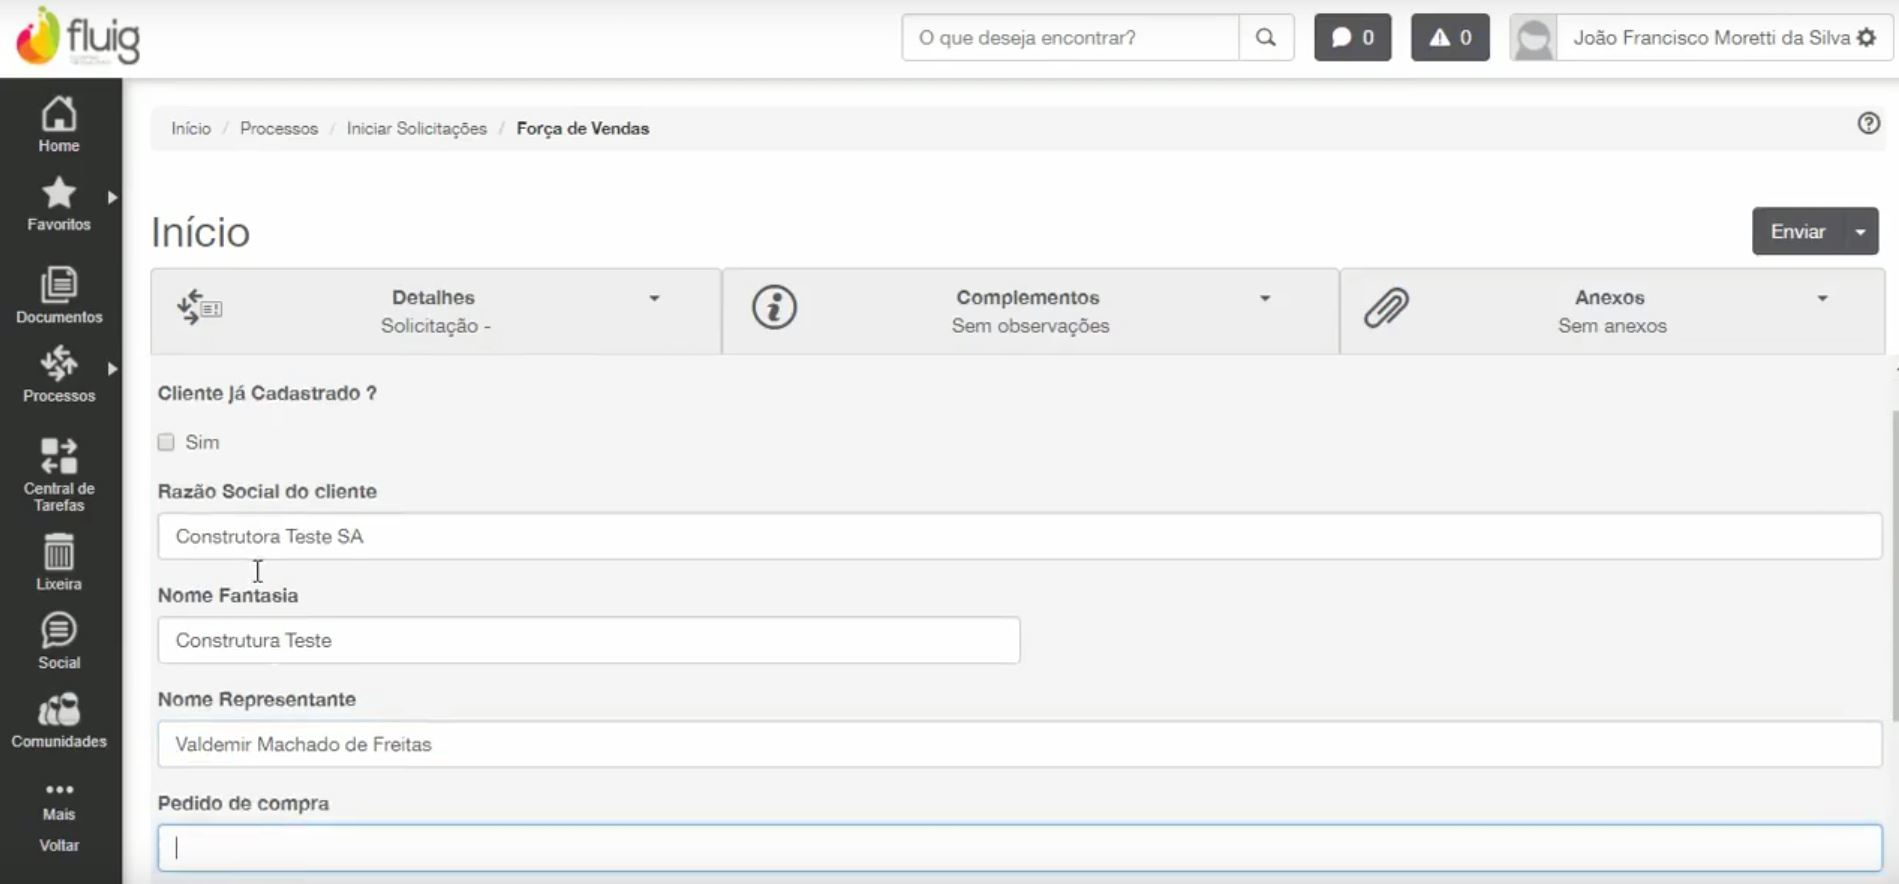 fluig
O que deseja encontrar?
0
0
João Francisco Moretti da Silva
Home
Favoritos
Documentos
Processos
Central de
Tarefas
Lixeira
Social
Comunidades
Mais
Voltar
Início / Processos / Iniciar Solicitações / Força de Vendas
Início
Enviar
Detalhes
Solicitação -
Complementos
Sem observações
Anexos
Sem anexos
Cliente Já Cadastrado ?
Sim
Razão Social do cliente
Construtora Teste SA
Nome Fantasia
Construtura Teste
Nome Representante
Valdemir Machado de Freitas
Pedido de compra